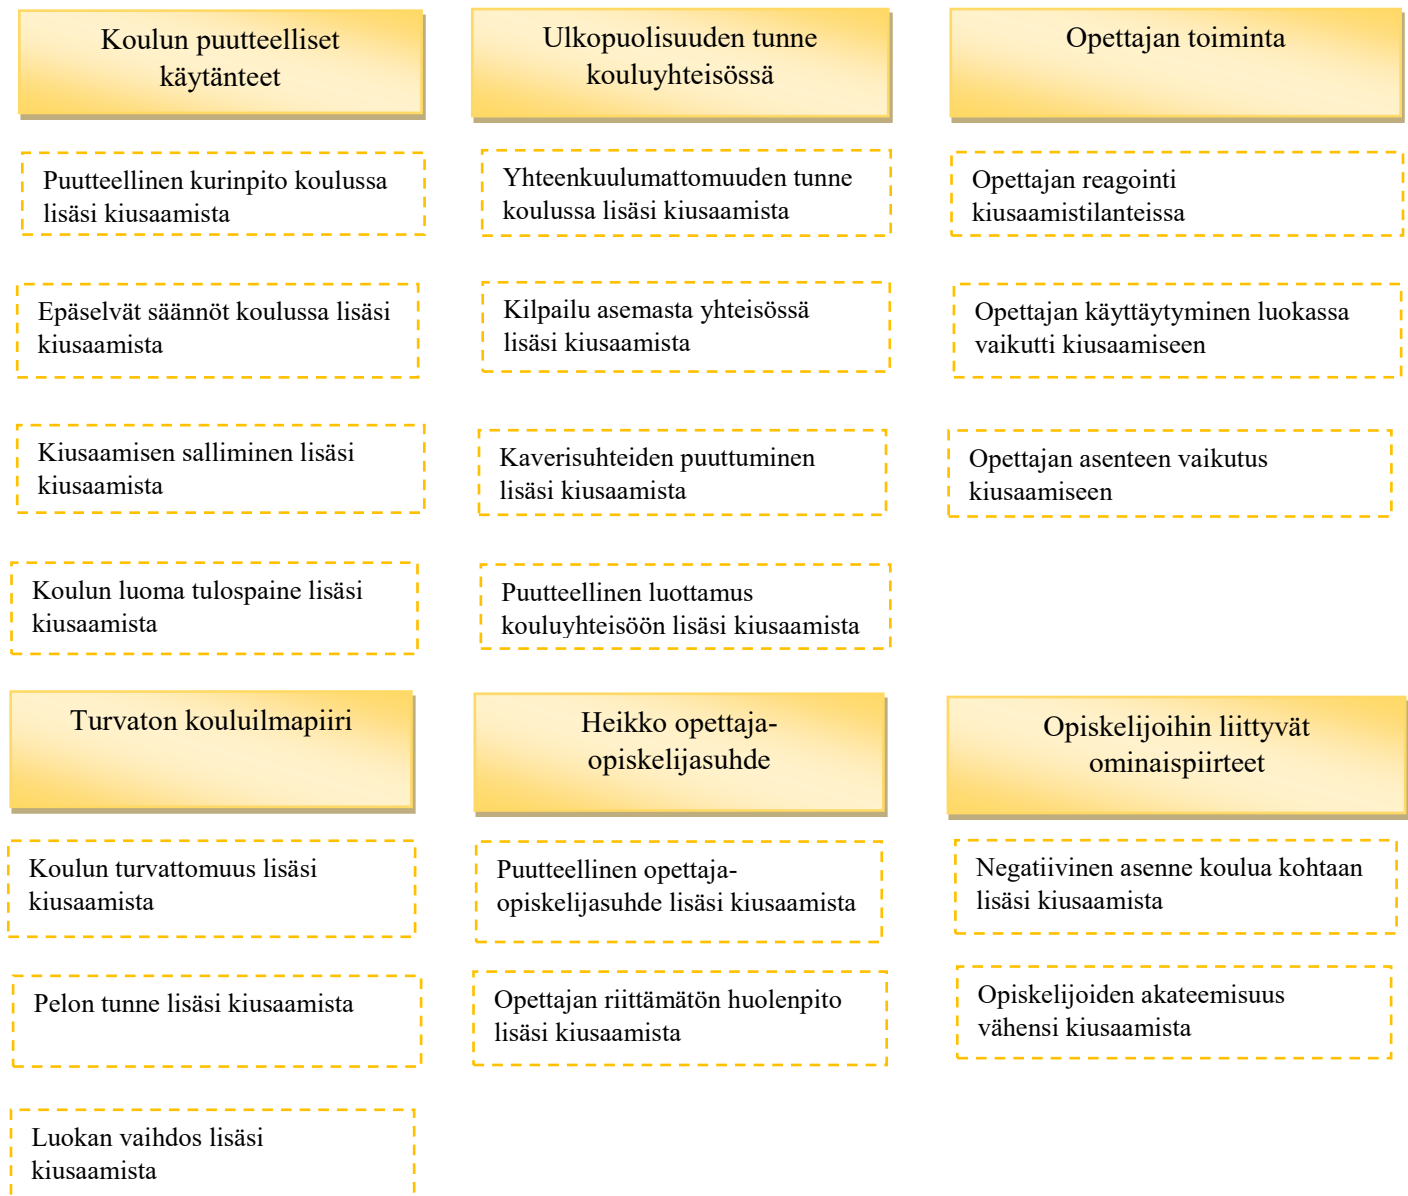 Koulun puutteelliset
käytänteet
Puutteellinen kurinpito koulussa
lisäsi kiusaamista
Epäselvät säännöt koulussa lisäsi
kiusaamista
Kiusaamisen salliminen lisäsi
kiusaamista
Koulun luoma tulospaine lisäsi
kiusaamista
Ulkopuolisuuden tunne
kouluyhteisössä
Yhteenkuulumattomuuden tunne
koulussa lisäsi kiusaamista
Kilpailu asemasta yhteisössä
lisäsi kiusaamista
Kaverisuhteiden puuttuminen
lisäsi kiusaamista
Puutteellinen luottamus
kouluyhteisöön lisäsi kiusaamista
Opettajan toiminta
Opettajan reagointi
kiusaamistilanteissa
Opettajan käyttäytyminen luokassa
vaikutti kiusaamiseen
Opettajan asenteen vaikutus
kiusaamiseen
Turvaton kouluilmapiiri
Koulun turvattomuus lisäsi
kiusaamista
Pelon tunne lisäsi kiusaamista
Luokan vaihdos lisäsi
kiusaamista
Heikko opettaja-
opiskelijasuhde
Puutteellinen opettaja-
opiskelijasuhde lisäsi kiusaamista
Opettajan riittämätön huolenpito
lisäsi kiusaamista
Opiskelijoihin liittyvät
ominaispiirteet
Negatiivinen asenne koulua kohtaan
lisäsi kiusaamista
Opiskelijoiden akateemisuus
vähensi kiusaamista